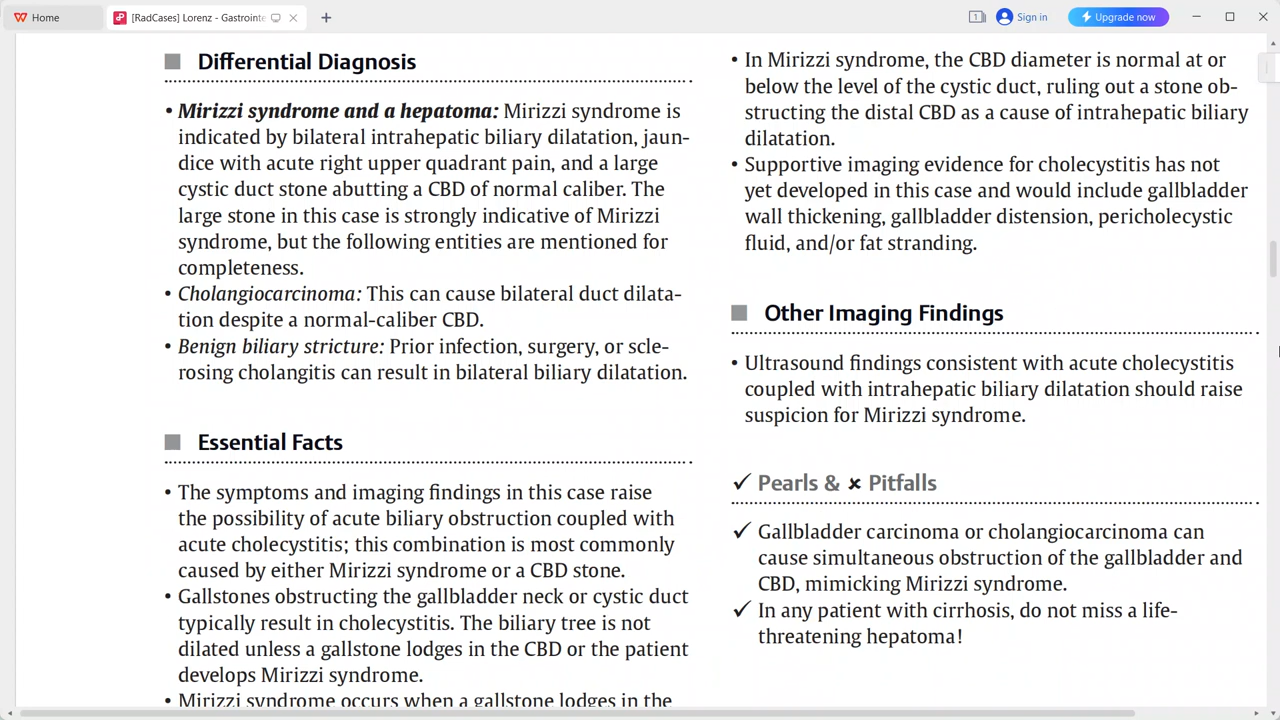 Home
[RadCases] Lorenz - Gastrointe
Sign in
Upgrade now
Differential Diagnosis
• Mirizzi syndrome and a hepatoma: Mirizzi syndrome is
indicated by bilateral intrahepatic biliary dilatation, jaun-
dice with acute right upper quadrant pain, and a large
cystic duct stone abutting a CBD of normal caliber. The
large stone in this case is strongly indicative of Mirizzi
syndrome, but the following entities are mentioned for
completeness.
• Cholangiocarcinoma: This can cause bilateral duct dilata-
tion despite a normal-caliber CBD.
• Benign biliary stricture: Prior infection, surgery, or scle-
rosing cholangitis can result in bilateral biliary dilatation.
Essential Facts
• The symptoms and imaging findings in this case raise
the possibility of acute biliary obstruction coupled with
acute cholecystitis; this combination is most commonly
caused by either Mirizzi syndrome or a CBD stone.
• Gallstones obstructing the gallbladder neck or cystic duct
typically result in cholecystitis. The biliary tree is not
dilated unless a gallstone lodges in the CBD or the patient
develops Mirizzi syndrome.
• Mirizzi syndrome occurs when a gallstone lodges in the
• In Mirizzi syndrome, the CBD diameter is normal at or
below the level of the cystic duct, ruling out a stone ob-
structing the distal CBD as a cause of intrahepatic biliary
dilatation.
• Supportive imaging evidence for cholecystitis has not
yet developed in this case and would include gallbladder
wall thickening, gallbladder distension, pericholecystic
fluid, and/or fat stranding.
Other Imaging Findings
• Ultrasound findings consistent with acute cholecystitis
coupled with intrahepatic biliary dilatation should raise
suspicion for Mirizzi syndrome.
✓ Pearls & ✖ Pitfalls
✓ Gallbladder carcinoma or cholangiocarcinoma can
cause simultaneous obstruction of the gallbladder and
CBD, mimicking Mirizzi syndrome.
✓ In any patient with cirrhosis, do not miss a life-
threatening hepatoma!